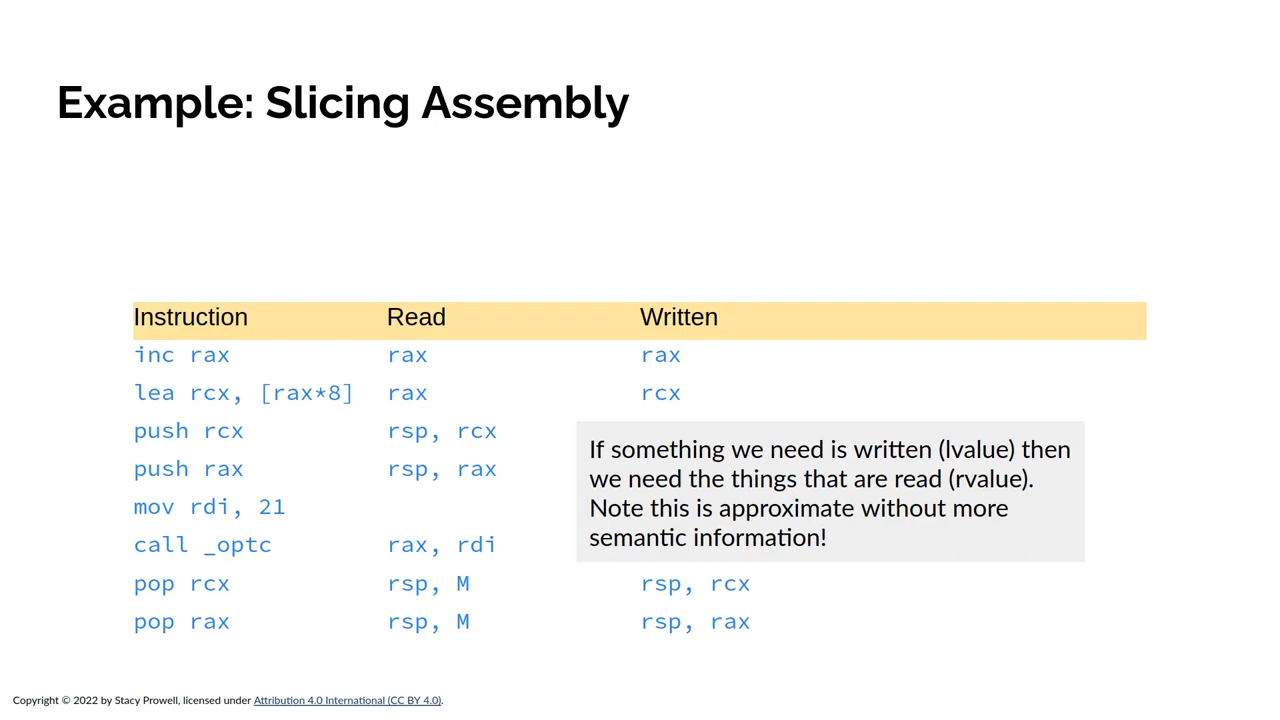 Example: Slicing Assembly
Instruction Read Written
inc rax rax rax
lea rcx, [rax*8] rax rcx
push rcx rsp, rcx
push rax rsp, rax
mov rdi, 21
call _optc rax, rdi
If something we need is written (lvalue) then
we need the things that are read (rvalue).
Note this is approximate without more
semantic information!
pop rcx rsp, M rsp, rcx
pop rax rsp, M rsp, rax
Copyright © 2022 by Stacy Prowell, licensed under Attribution 4.0 International (CC BY 4.0).